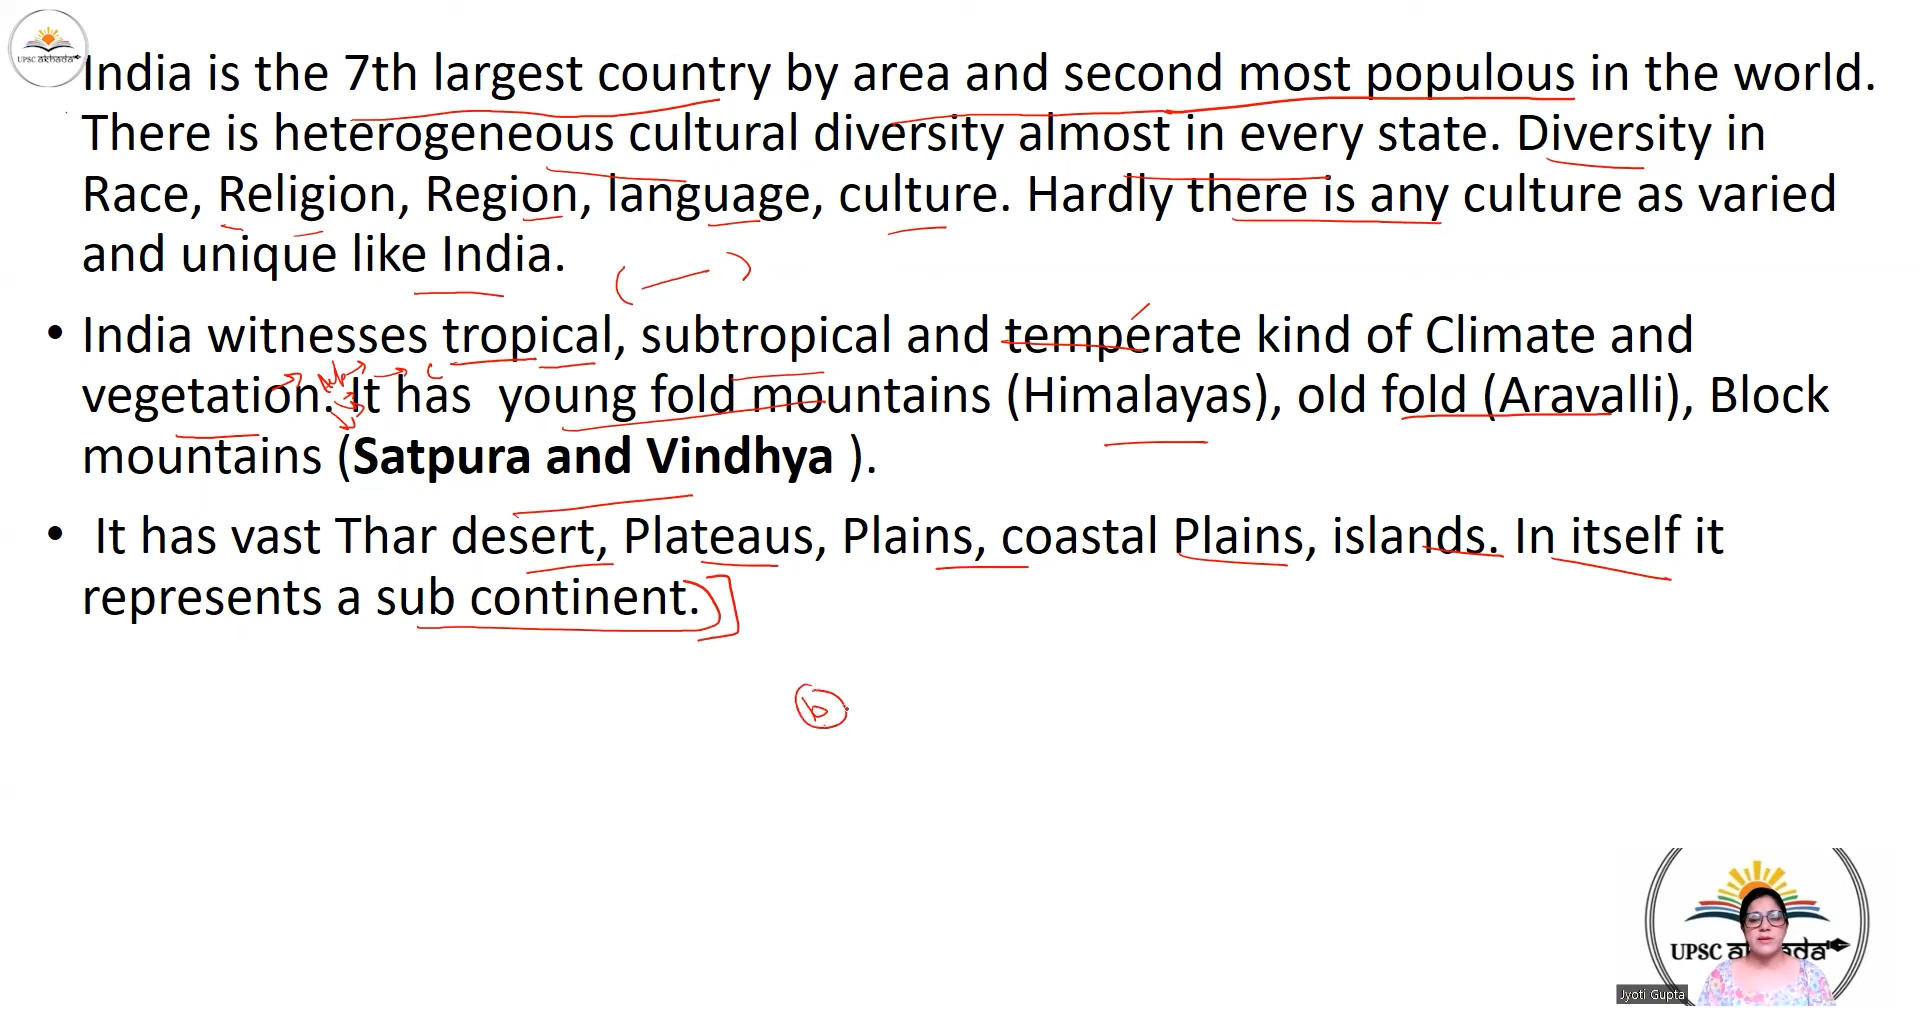 UPSC akhada
India is the 7th largest country by area and second most populous in the world.
There is heterogeneous cultural diversity almost in every state. Diversity in
Race, Religion, Region, language, culture. Hardly there is any culture as varied
and unique like India.
• India witnesses tropical, subtropical and temperate kind of Climate and
vegetation. It has young fold mountains (Himalayas), old fold (Aravalli), Block
mountains (Satpura and Vindhya ).
• It has vast Thar desert, Plateaus, Plains, coastal Plains, islands. In itself it
represents a sub continent.
b
UPSC
Jyoti Gupta